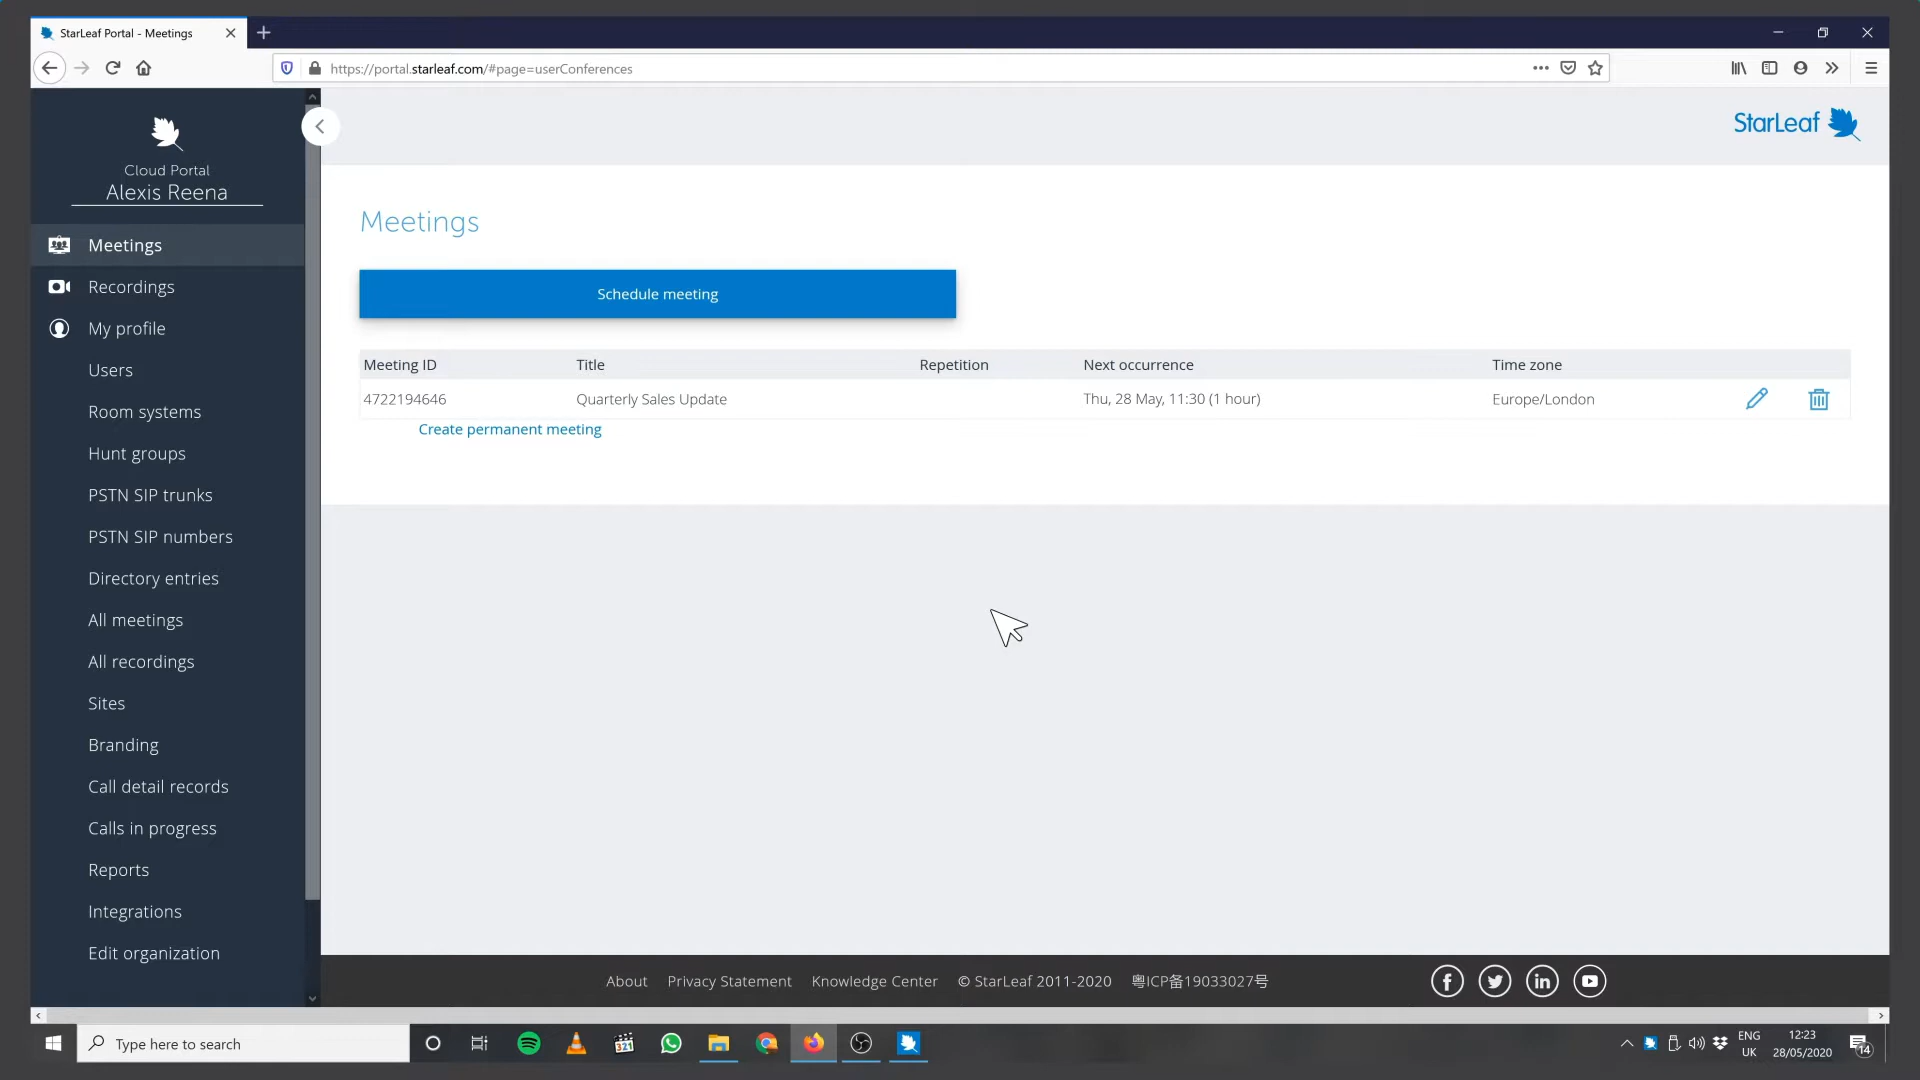 StarLeaf Portal - Meetings
https://portal.starleaf.com/#page=userConferences
StarLeaf
Cloud Portal
Alexis Reena
Meetings
Recordings
My profile
Users
Room systems
Hunt groups
PSTN SIP trunks
PSTN SIP numbers
Directory entries
All meetings
All recordings
Sites
Branding
Call detail records
Calls in progress
Reports
Integrations
Edit organization
Meetings
Schedule meeting
Meeting ID Title Repetition Next occurrence Time zone
4722194646 Quarterly Sales Update Thu, 28 May, 11:30 (1 hour) Europe/London
Create permanent meeting
About Privacy Statement Knowledge Center © StarLeaf 2011-2020 粤ICP备19033027号
Type here to search
321
ENG
UK
12:23
28/05/2020
14